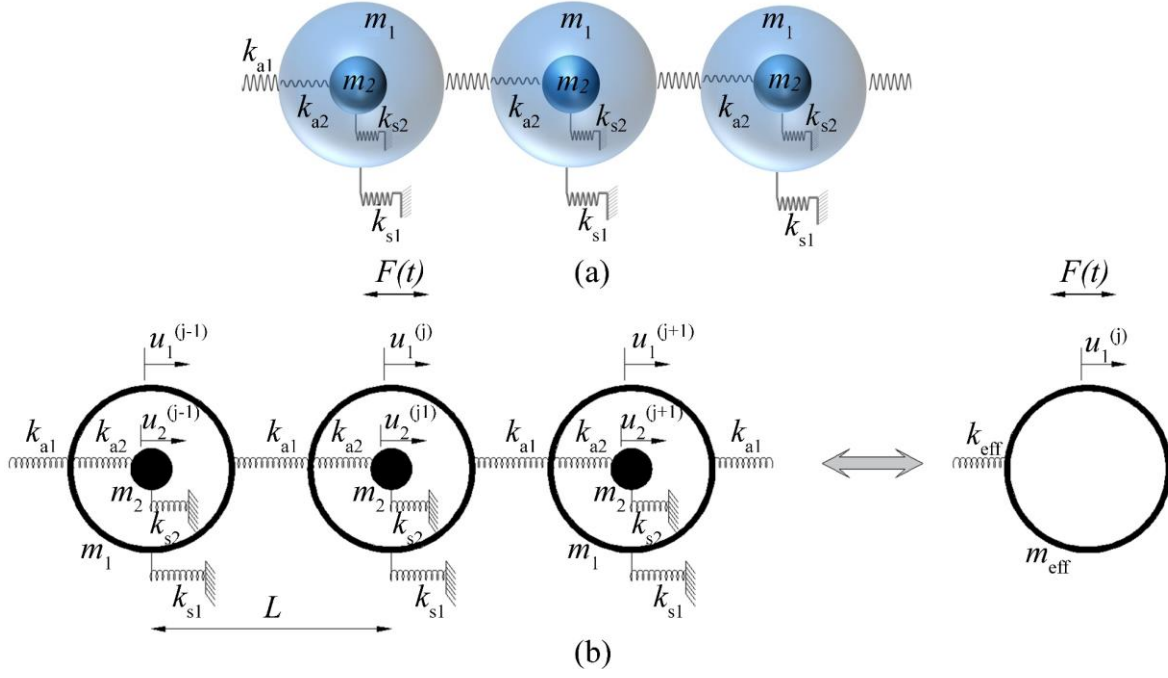 m1 m1 m1
ka1
m2 m2 m2
ka2 ks2 ka2 ks2 ka2 ks2
ks1 ks1 ks1
(a)
F(t) F(t)
u1(j-1) u1(j) u1(j+1) u1(j)
u2(j-1) u2(j1) u2(j+1)
ka1 ka2 ka1 ka2 ka1 ka2 ka1 keff
m2 m2 m2
ks2 ks2 ks2
m1 m1 meff
ks1 ks1 ks1
L
(b)